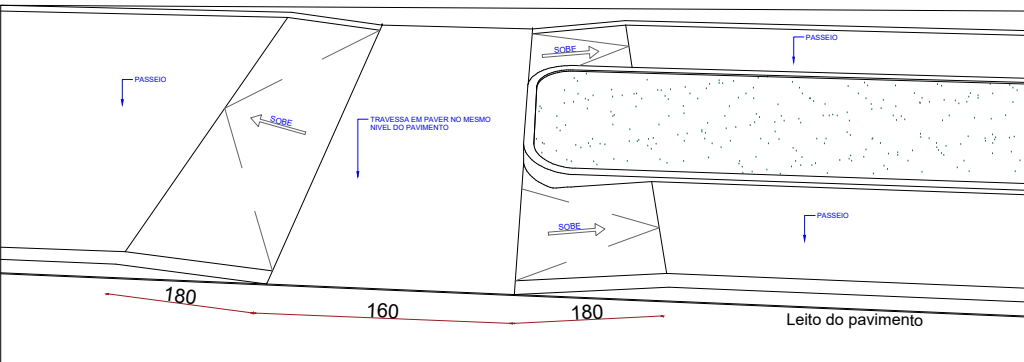 PASSEIO
SOBE
TRAVESSA EM PAVER NO MESMO
NIVEL DO PAVIMENTO
SOBE
PASSEIO
SOBE
PASSEIO
180
160
180
Leito do pavimento